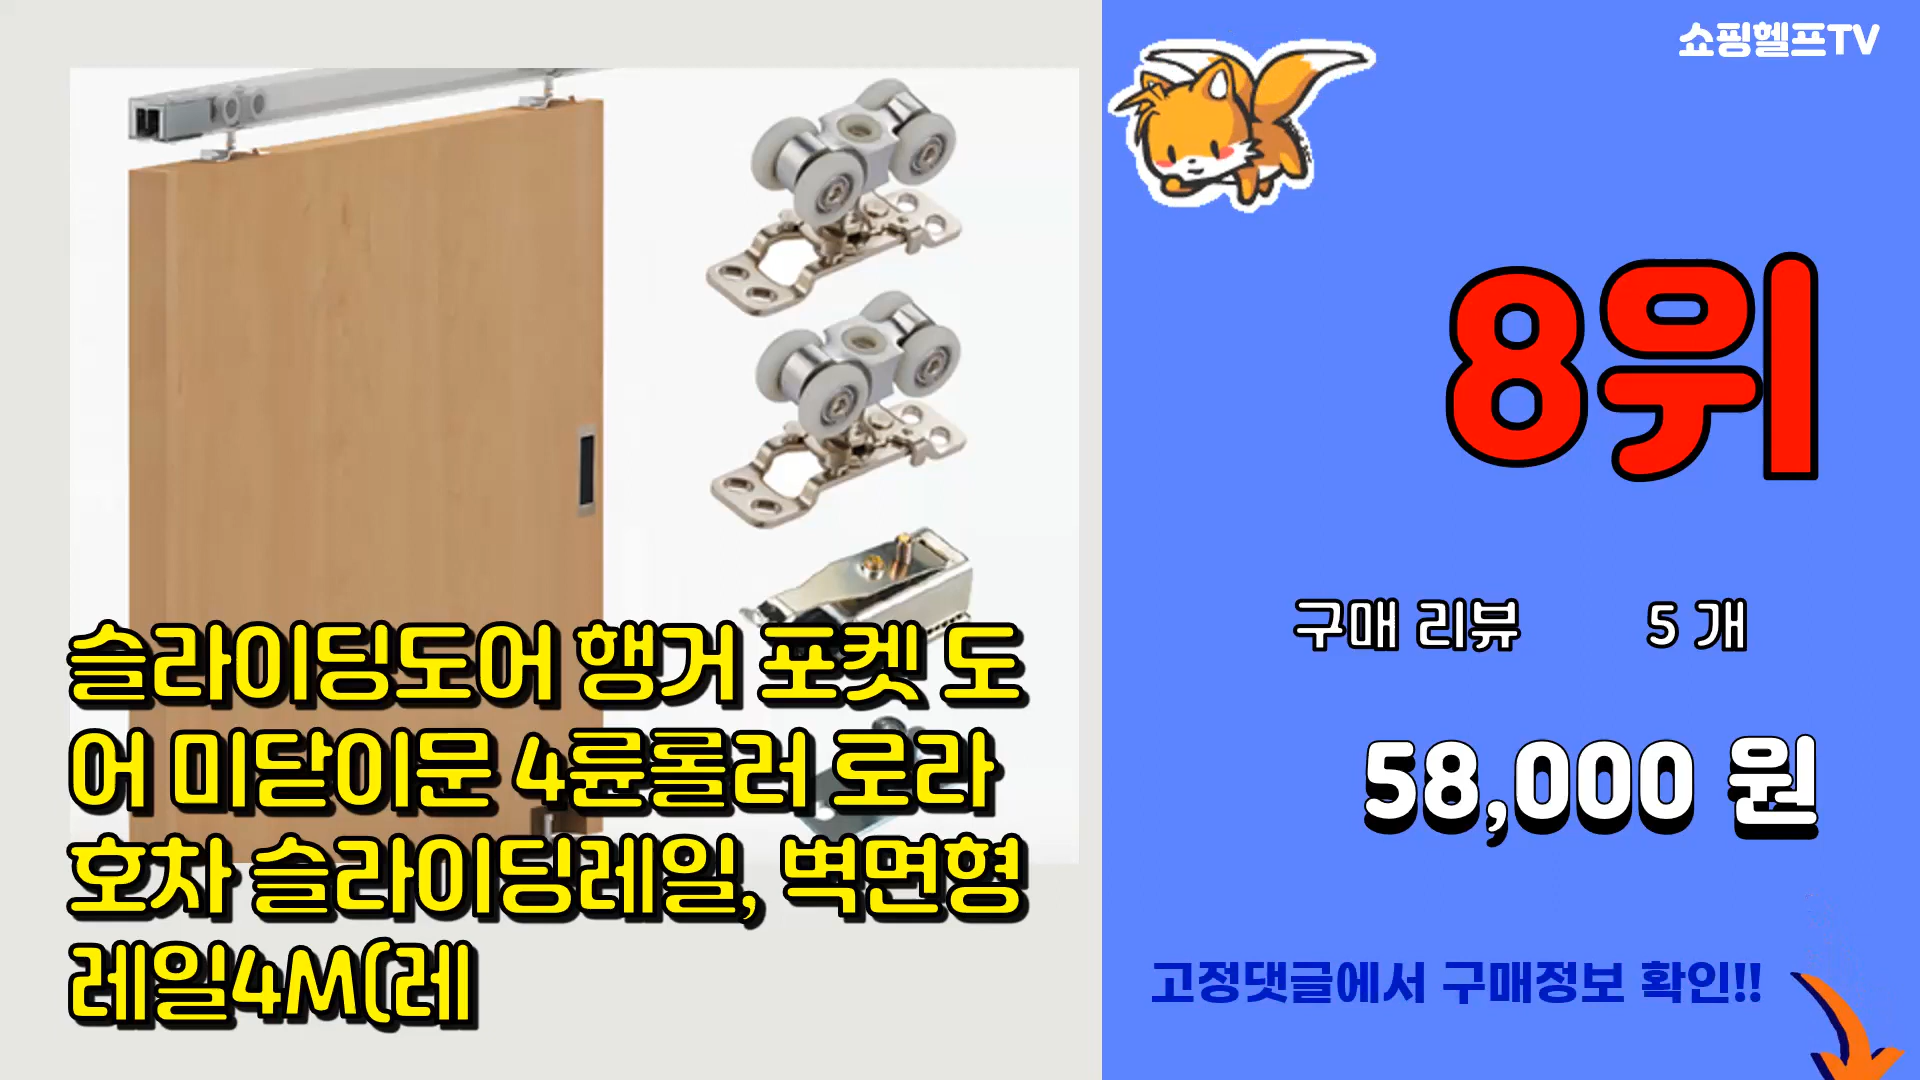 쇼핑헬프TV
8위
구매 리뷰 5 개
58,000 원
슬라이딩도어 행거 포켓 도
어 미닫이문 4륜롤러 로라
호차 슬라이딩레일, 벽면형
레일4M(레
고정댓글에서 구매정보 확인!!